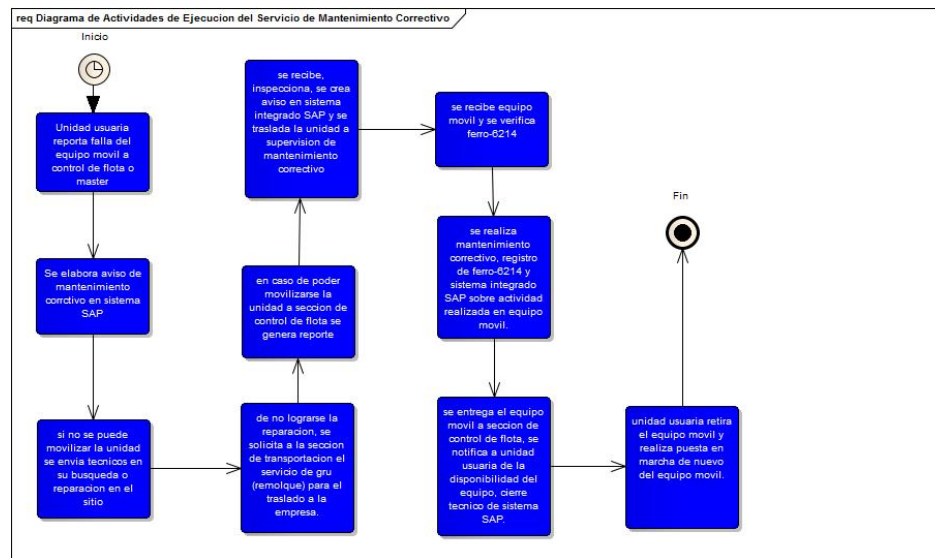 req Diagrama de Actividades de Ejecucion del Servicio de Mantenimiento Correctivo
Inicio
Unidad usuaria
reporta falla del
equipo movil a
control de flota o
master
Se elabora aviso de
mantenimiento
corrctivo en sistema
SAP
si no se puede
movilizar la unidad
se envia tecnicos en
su busqueda o
reparacion en el
sitio
de no lograrse la
reparacion, se
solicita a la seccion
de transportacion el
servicio de gru
(remolque) para el
traslado a la
empresa.
en caso de poder
movilizarse la
unidad a seccion de
control de flota se
genera reporte
se recibe,
inspecciona, se crea
aviso en sistema
integrado SAP y se
traslada la unidad a
supervision de
mantenimiento
correctivo
se recibe equipo
movil y se verifica
ferro-6214
se realiza
mantenimiento
correctivo, registro
de ferro-6214 y
sistema integrado
SAP sobre actividad
realizada en equipo
movil.
se entrega el equipo
movil a seccion de
control de flota, se
notifica a unidad
usuaria de la
disponibilidad del
equipo, cierre
tecnico de sistema
SAP.
unidad usuaria retira
el equipo movil y
realiza puesta en
marcha de nuevo
del equipo movil.
Fin